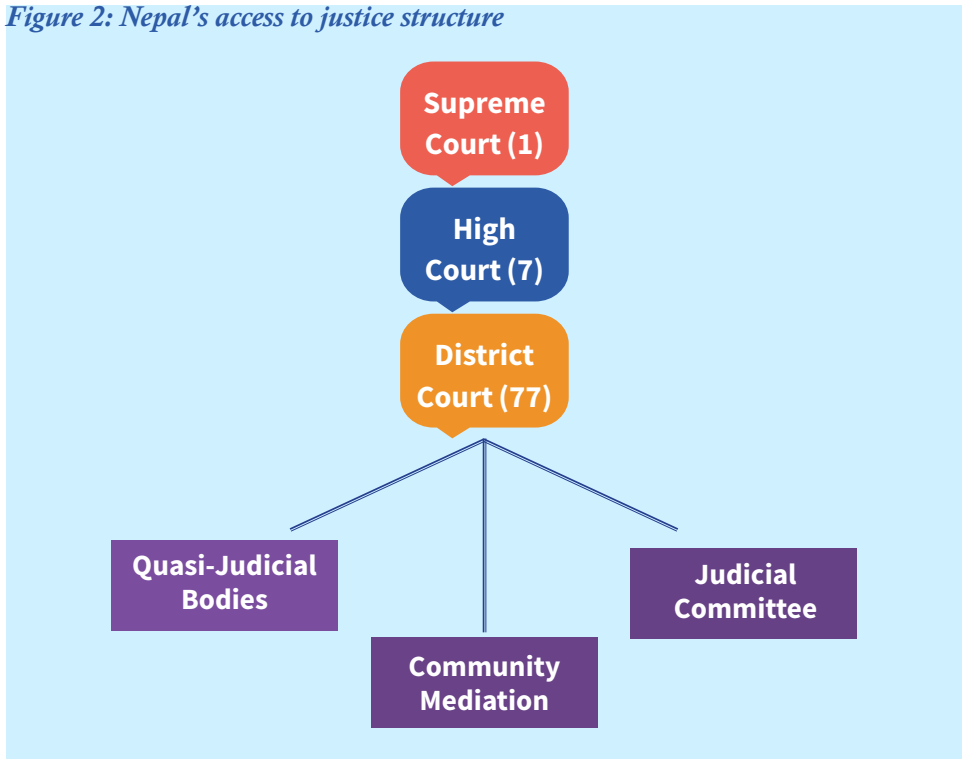 Figure 2: Nepal's access to justice structure
Supreme
Court (1)
High
Court (7)
District
Court (77)
Quasi-Judicial
Bodies
Judicial
Committee
Community
Mediation